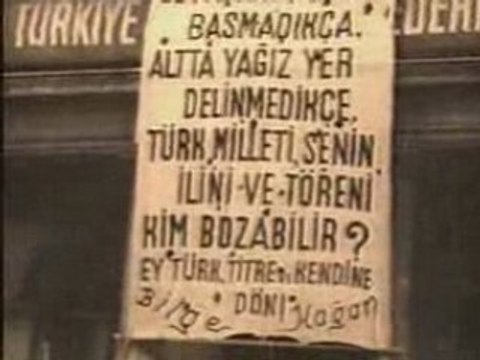 TÜRKİYE
BASMADIKÇA.
ALTTA YAĞIZ YER
DELİNMEDİKÇE,
TÜRK MİLLETİ, SENİN
İLİNİ-VE-TÖRENİ
KİM BOZABİLİR?
EY TÜRK, TİTRE, KENDİNE
DÖN!
Bilge Kağan